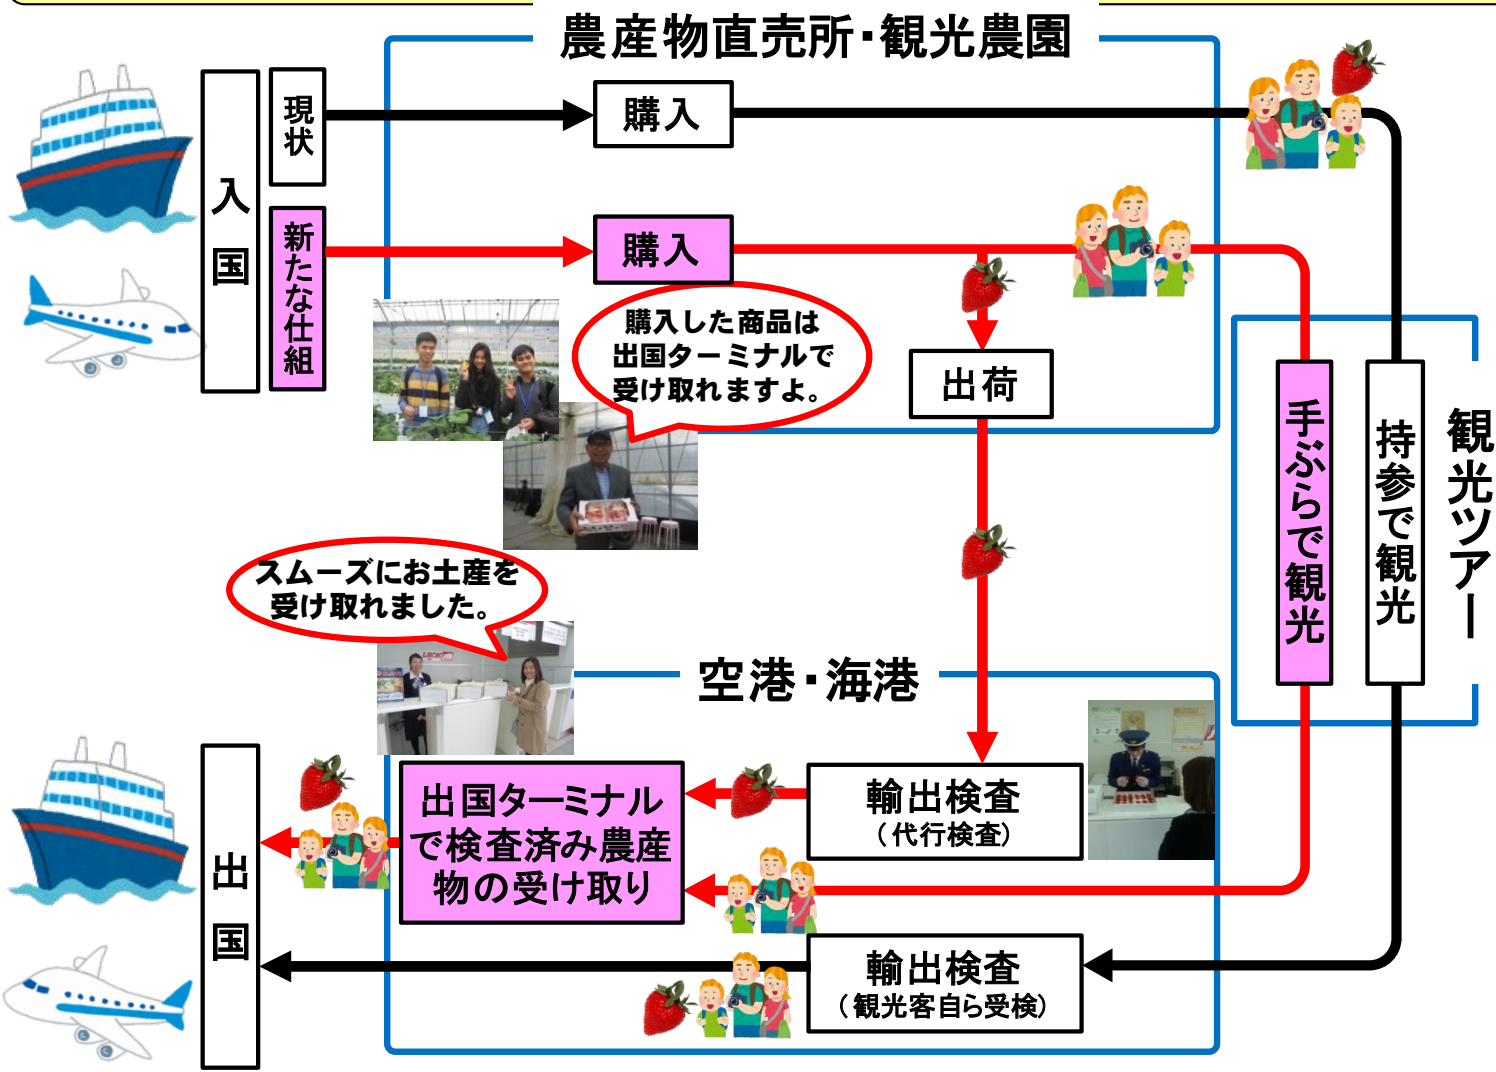 農産物直売所・観光農園
入国
現状
購入
新たな仕組
購入
購入した商品は
出国ターミナルで
受け取れますよ。
出荷
観光ツアー
手ぶらで観光
持参で観光
スムーズにお土産を
受け取れました。
空港・海港
出国
出国ターミナル
で検査済み農産
物の受け取り
輸出検査
（代行検査）
輸出検査
（観光客自ら受検）